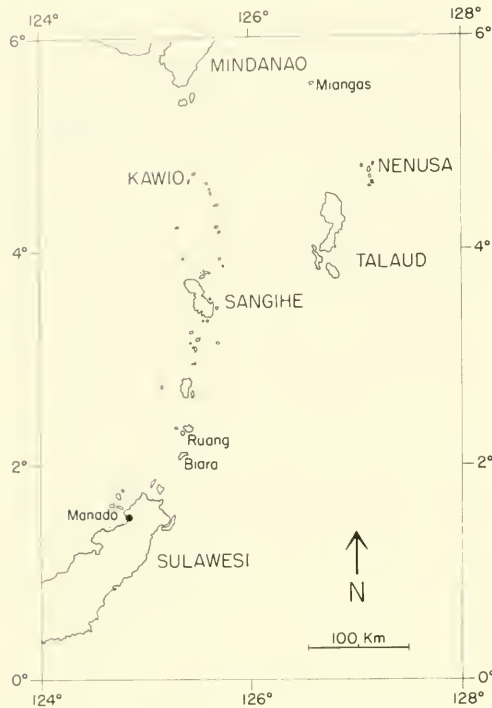 124°
126°
128°
6°
6°
MINDANAO
Miangas
KAWIO
NENUSA
4°
4°
TALAUD
SANGIHE
Ruang
2°
2°
Biara
Manado
SULAWESI
N
100 Km
0°
0°
124°
126°
128°